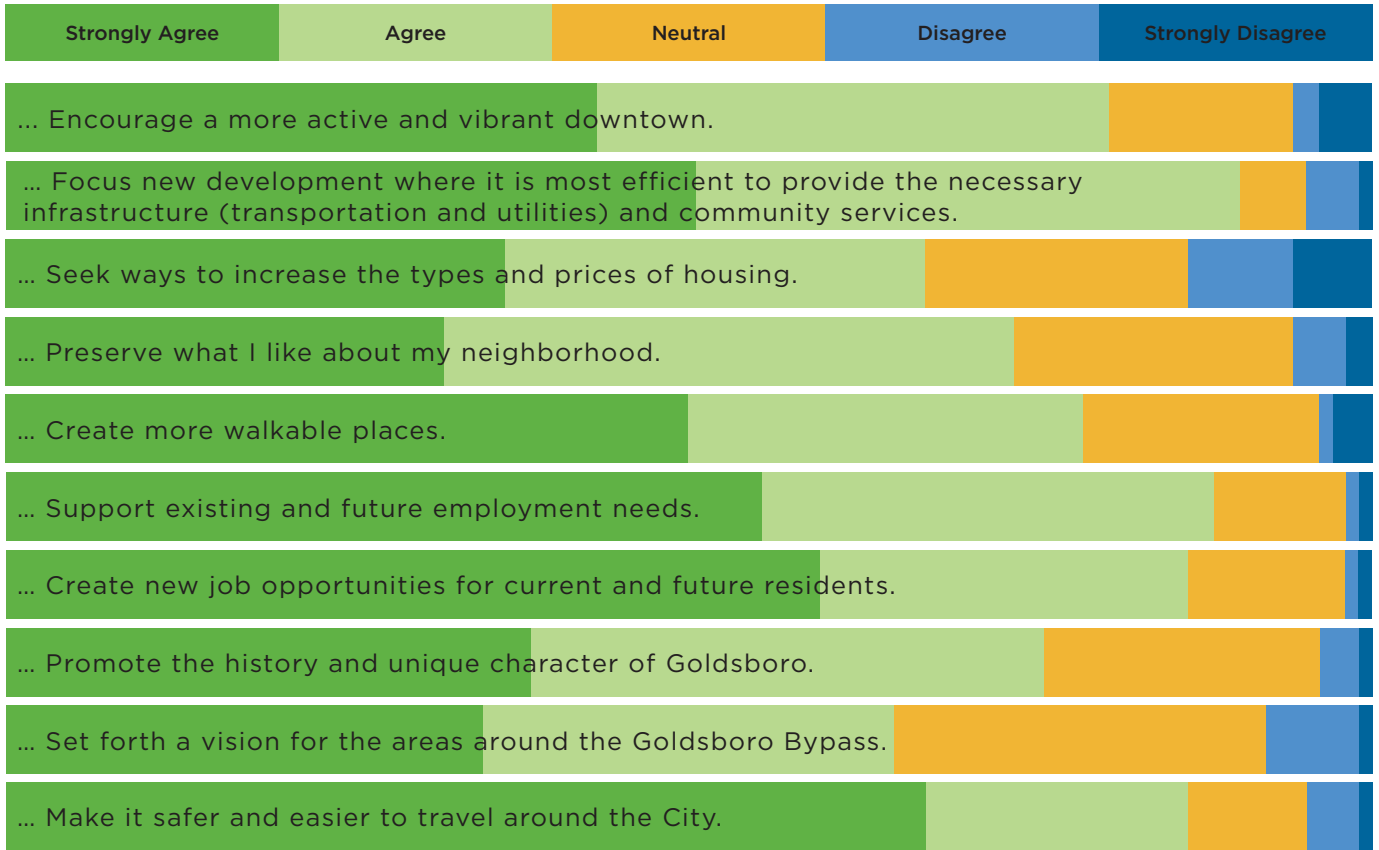 Strongly Agree Agree Neutral Disagree Strongly Disagree
... Encourage a more active and vibrant downtown.
... Focus new development where it is most efficient to provide the necessary
infrastructure (transportation and utilities) and community services.
... Seek ways to increase the types and prices of housing.
... Preserve what I like about my neighborhood.
... Create more walkable places.
... Support existing and future employment needs.
... Create new job opportunities for current and future residents.
... Promote the history and unique character of Goldsboro.
... Set forth a vision for the areas around the Goldsboro Bypass.
... Make it safer and easier to travel around the City.